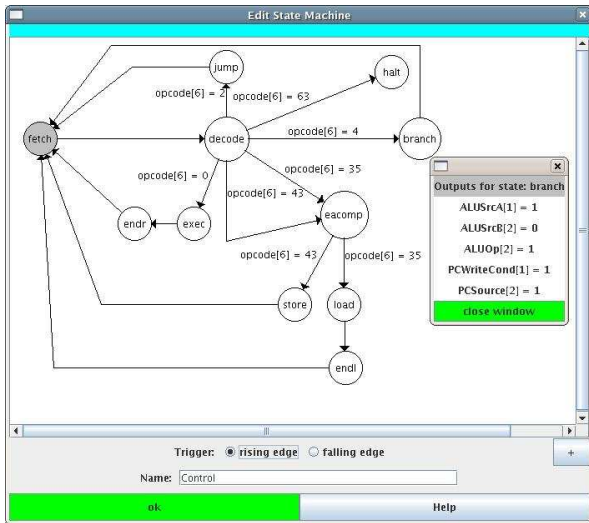 Edit State Machine
jump
halt
opcode[6] = 2
opcode[6] = 63
fetch
decode
opcode[6] = 4
branch
opcode[6] = 0
opcode[6] = 35
opcode[6] = 43
endr
exec
eacomp
opcode[6] = 43
opcode[6] = 35
store
load
endl
Outputs for state: branch
ALUSrcA[1] = 1
ALUSrcB[2] = 0
ALUOp[2] = 1
PCWriteCond[1] = 1
PCSource[2] = 1
close window
Trigger: rising edge falling edge
+
Name: Control
ok Help